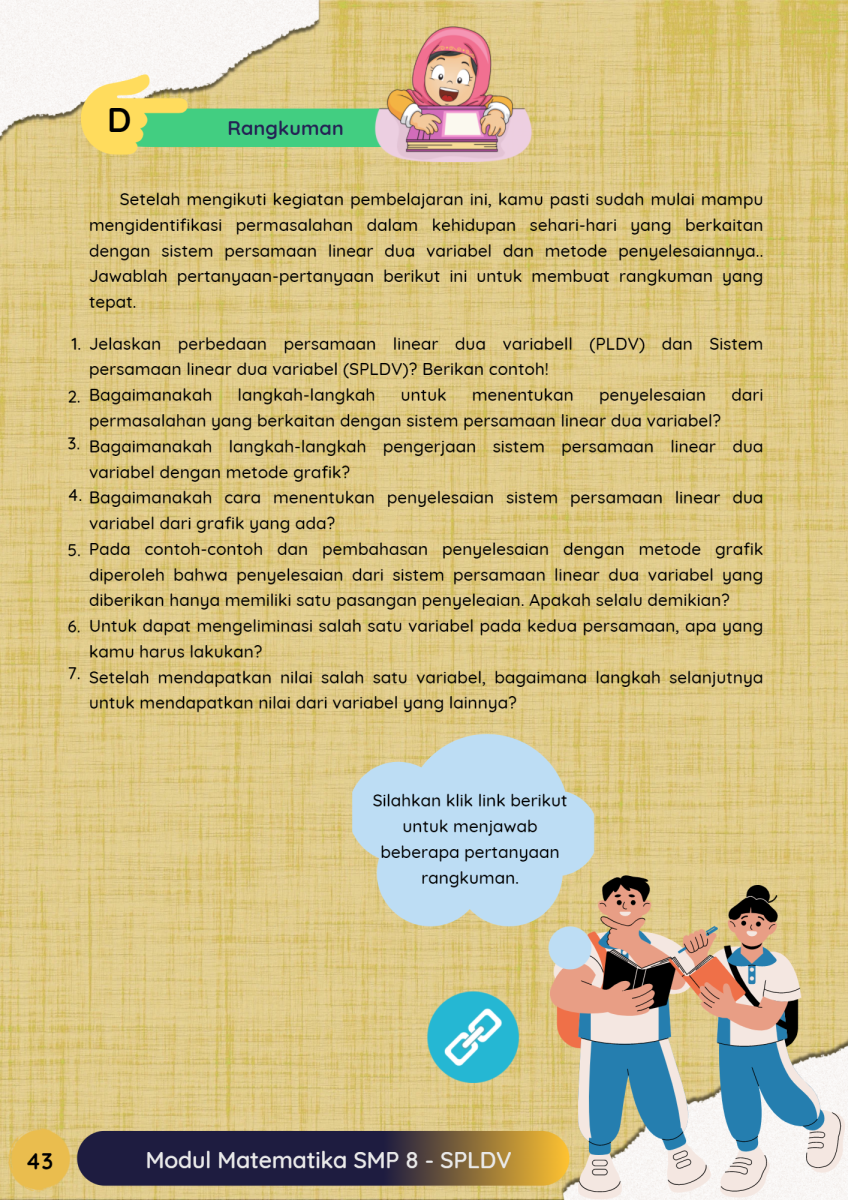 D
Rangkuman
Setelah mengikuti kegiatan pembelajaran ini, kamu pasti sudah mulai mampu
mengidentifikasi permasalahan dalam kehidupan sehari-hari yang berkaitan
dengan sistem persamaan linear dua variabel dan metode penyelesaiannya..
Jawablah pertanyaan-pertanyaan berikut ini untuk membuat rangkuman yang
tepat.
1. Jelaskan perbedaan persamaan linear dua variabell (PLDV) dan Sistem
persamaan linear dua variabel (SPLDV)? Berikan contoh!
2. Bagaimanakah langkah-langkah untuk menentukan penyelesaian dari
permasalahan yang berkaitan dengan sistem persamaan linear dua variabel?
3. Bagaimanakah langkah-langkah pengerjaan sistem persamaan linear dua
variabel dengan metode grafik?
4. Bagaimanakah cara menentukan penyelesaian sistem persamaan linear dua
variabel dari grafik yang ada?
5. Pada contoh-contoh dan pembahasan penyelesaian dengan metode grafik
diperoleh bahwa penyelesaian dari sistem persamaan linear dua variabel yang
diberikan hanya memiliki satu pasangan penyeleaian. Apakah selalu demikian?
6. Untuk dapat mengeliminasi salah satu variabel pada kedua persamaan, apa yang
kamu harus lakukan?
7. Setelah mendapatkan nilai salah satu variabel, bagaimana langkah selanjutnya
untuk mendapatkan nilai dari variabel yang lainnya?
Silahkan klik link berikut
untuk menjawab
beberapa pertanyaan
rangkuman.
43
Modul Matematika SMP 8 - SPLDV